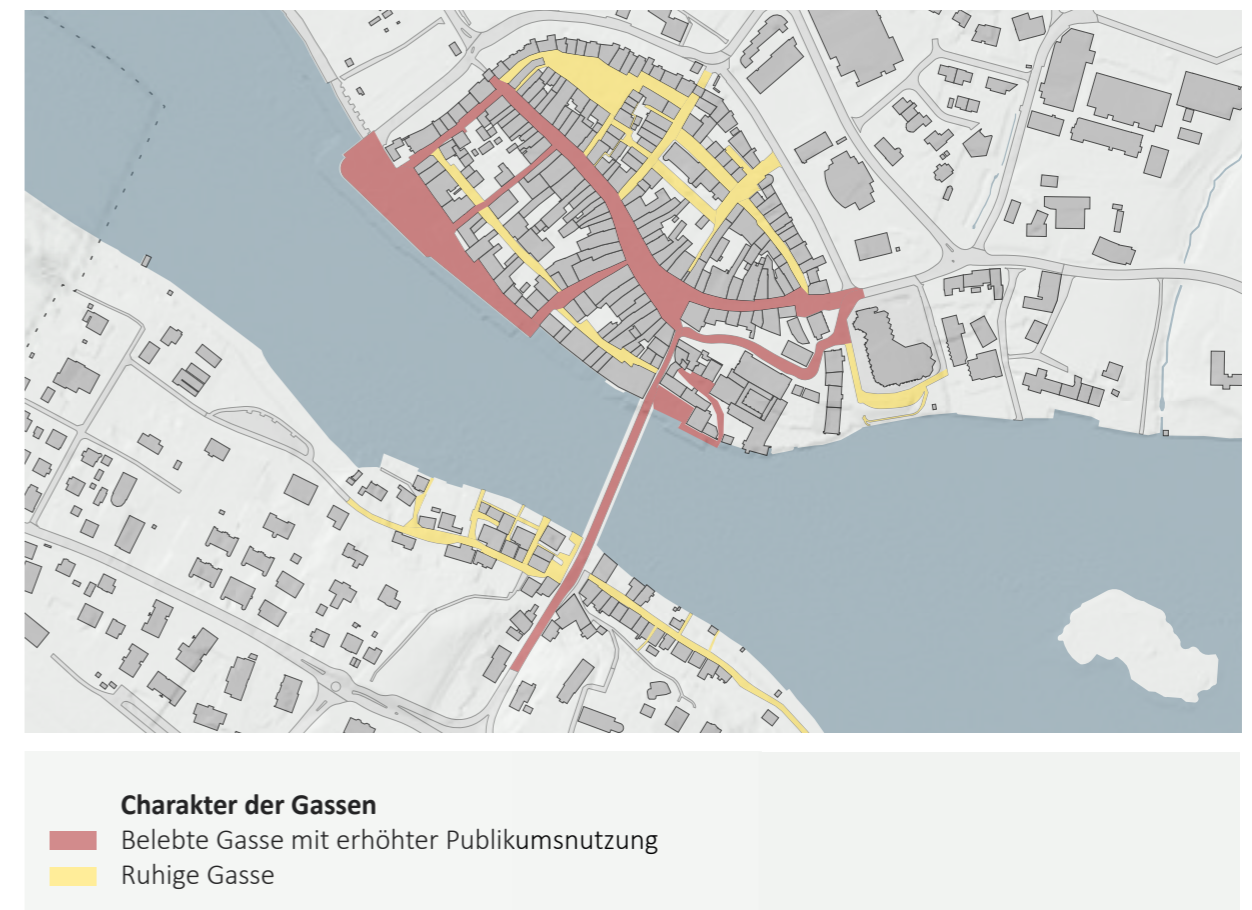 Charakter der Gassen
Belebte Gasse mit erhöhter Publikumsnutzung
Ruhige Gasse